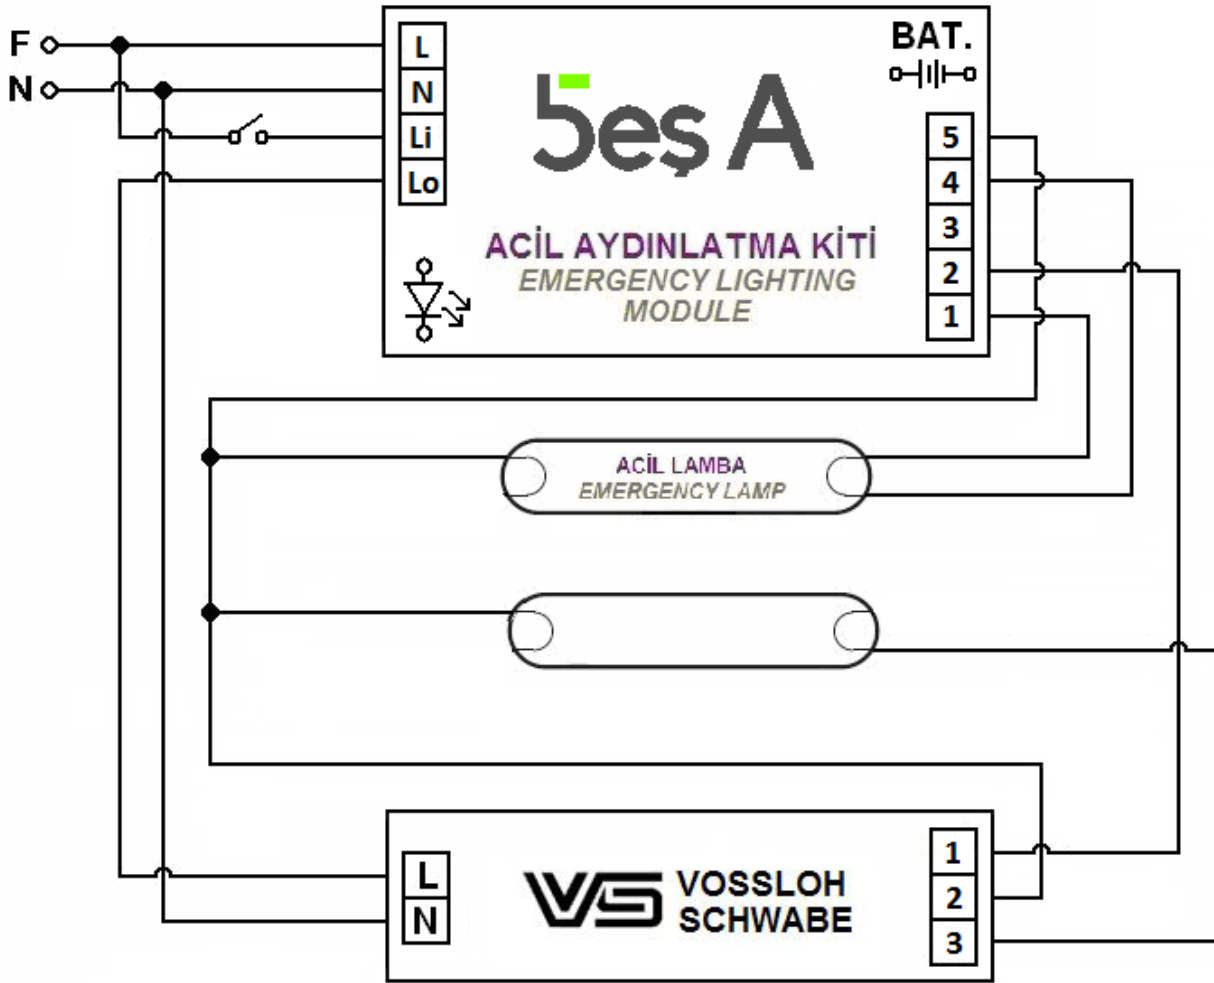 F
N
L
N
Li
Lo
BAT.
beş A
5
4
3
2
1
ACİL AYDINLATMA KİTİ
EMERGENCY LIGHTING
MODULE
ACİL LAMBA
EMERGENCY LAMP
L
N
VS
VOSSLOH
SCHWABE
1
2
3